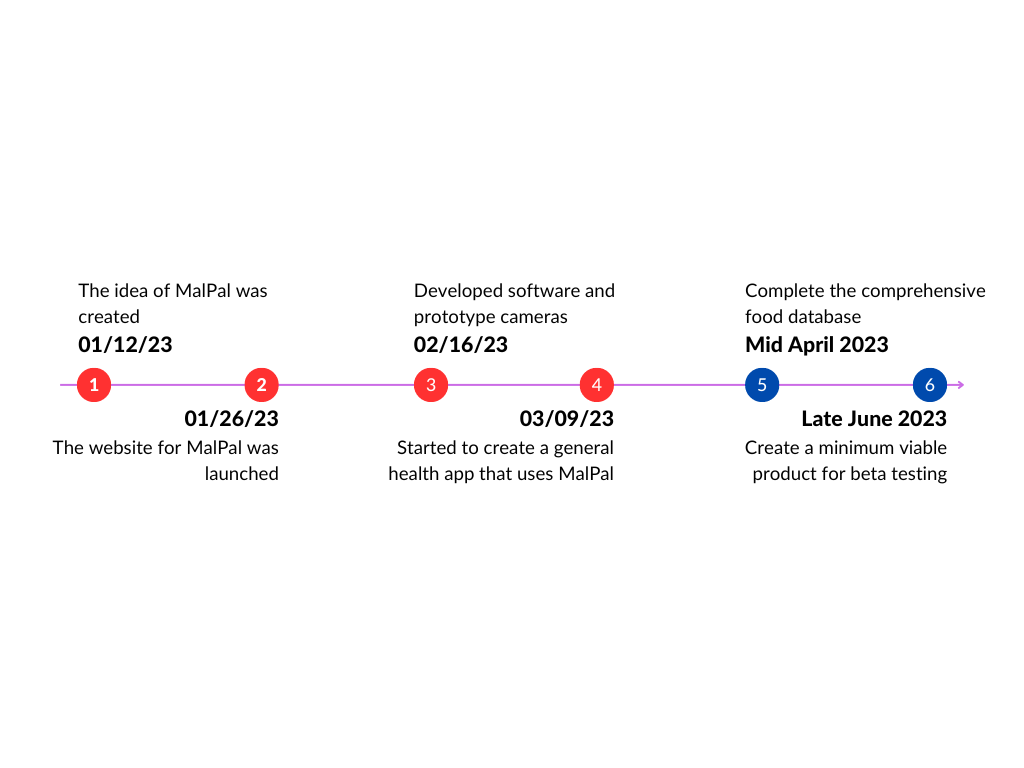 The idea of MalPal was
created
01/12/23
1
2
01/26/23
The website for MalPal was
launched
Developed software and
prototype cameras
02/16/23
3
4
03/09/23
Started to create a general
health app that uses MalPal
Complete the comprehensive
food database
Mid April 2023
5
6
Late June 2023
Create a minimum viable
product for beta testing